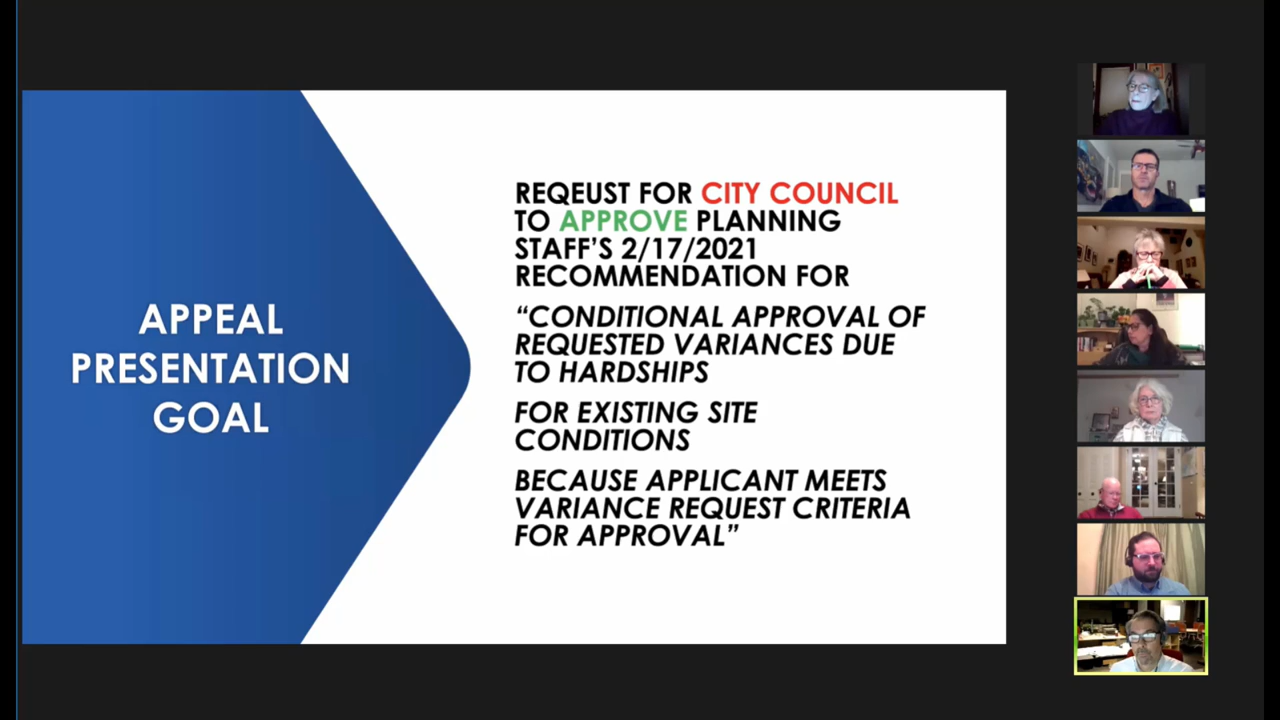 APPEAL
PRESENTATION
GOAL
REQEUST FOR CITY COUNCIL
TO APPROVE PLANNING
STAFF’S 2/17/2021
RECOMMENDATION FOR
“CONDITIONAL APPROVAL OF
REQUESTED VARIANCES DUE
TO HARDSHIPS
FOR EXISTING SITE
CONDITIONS
BECAUSE APPLICANT MEETS
VARIANCE REQUEST CRITERIA
FOR APPROVAL”